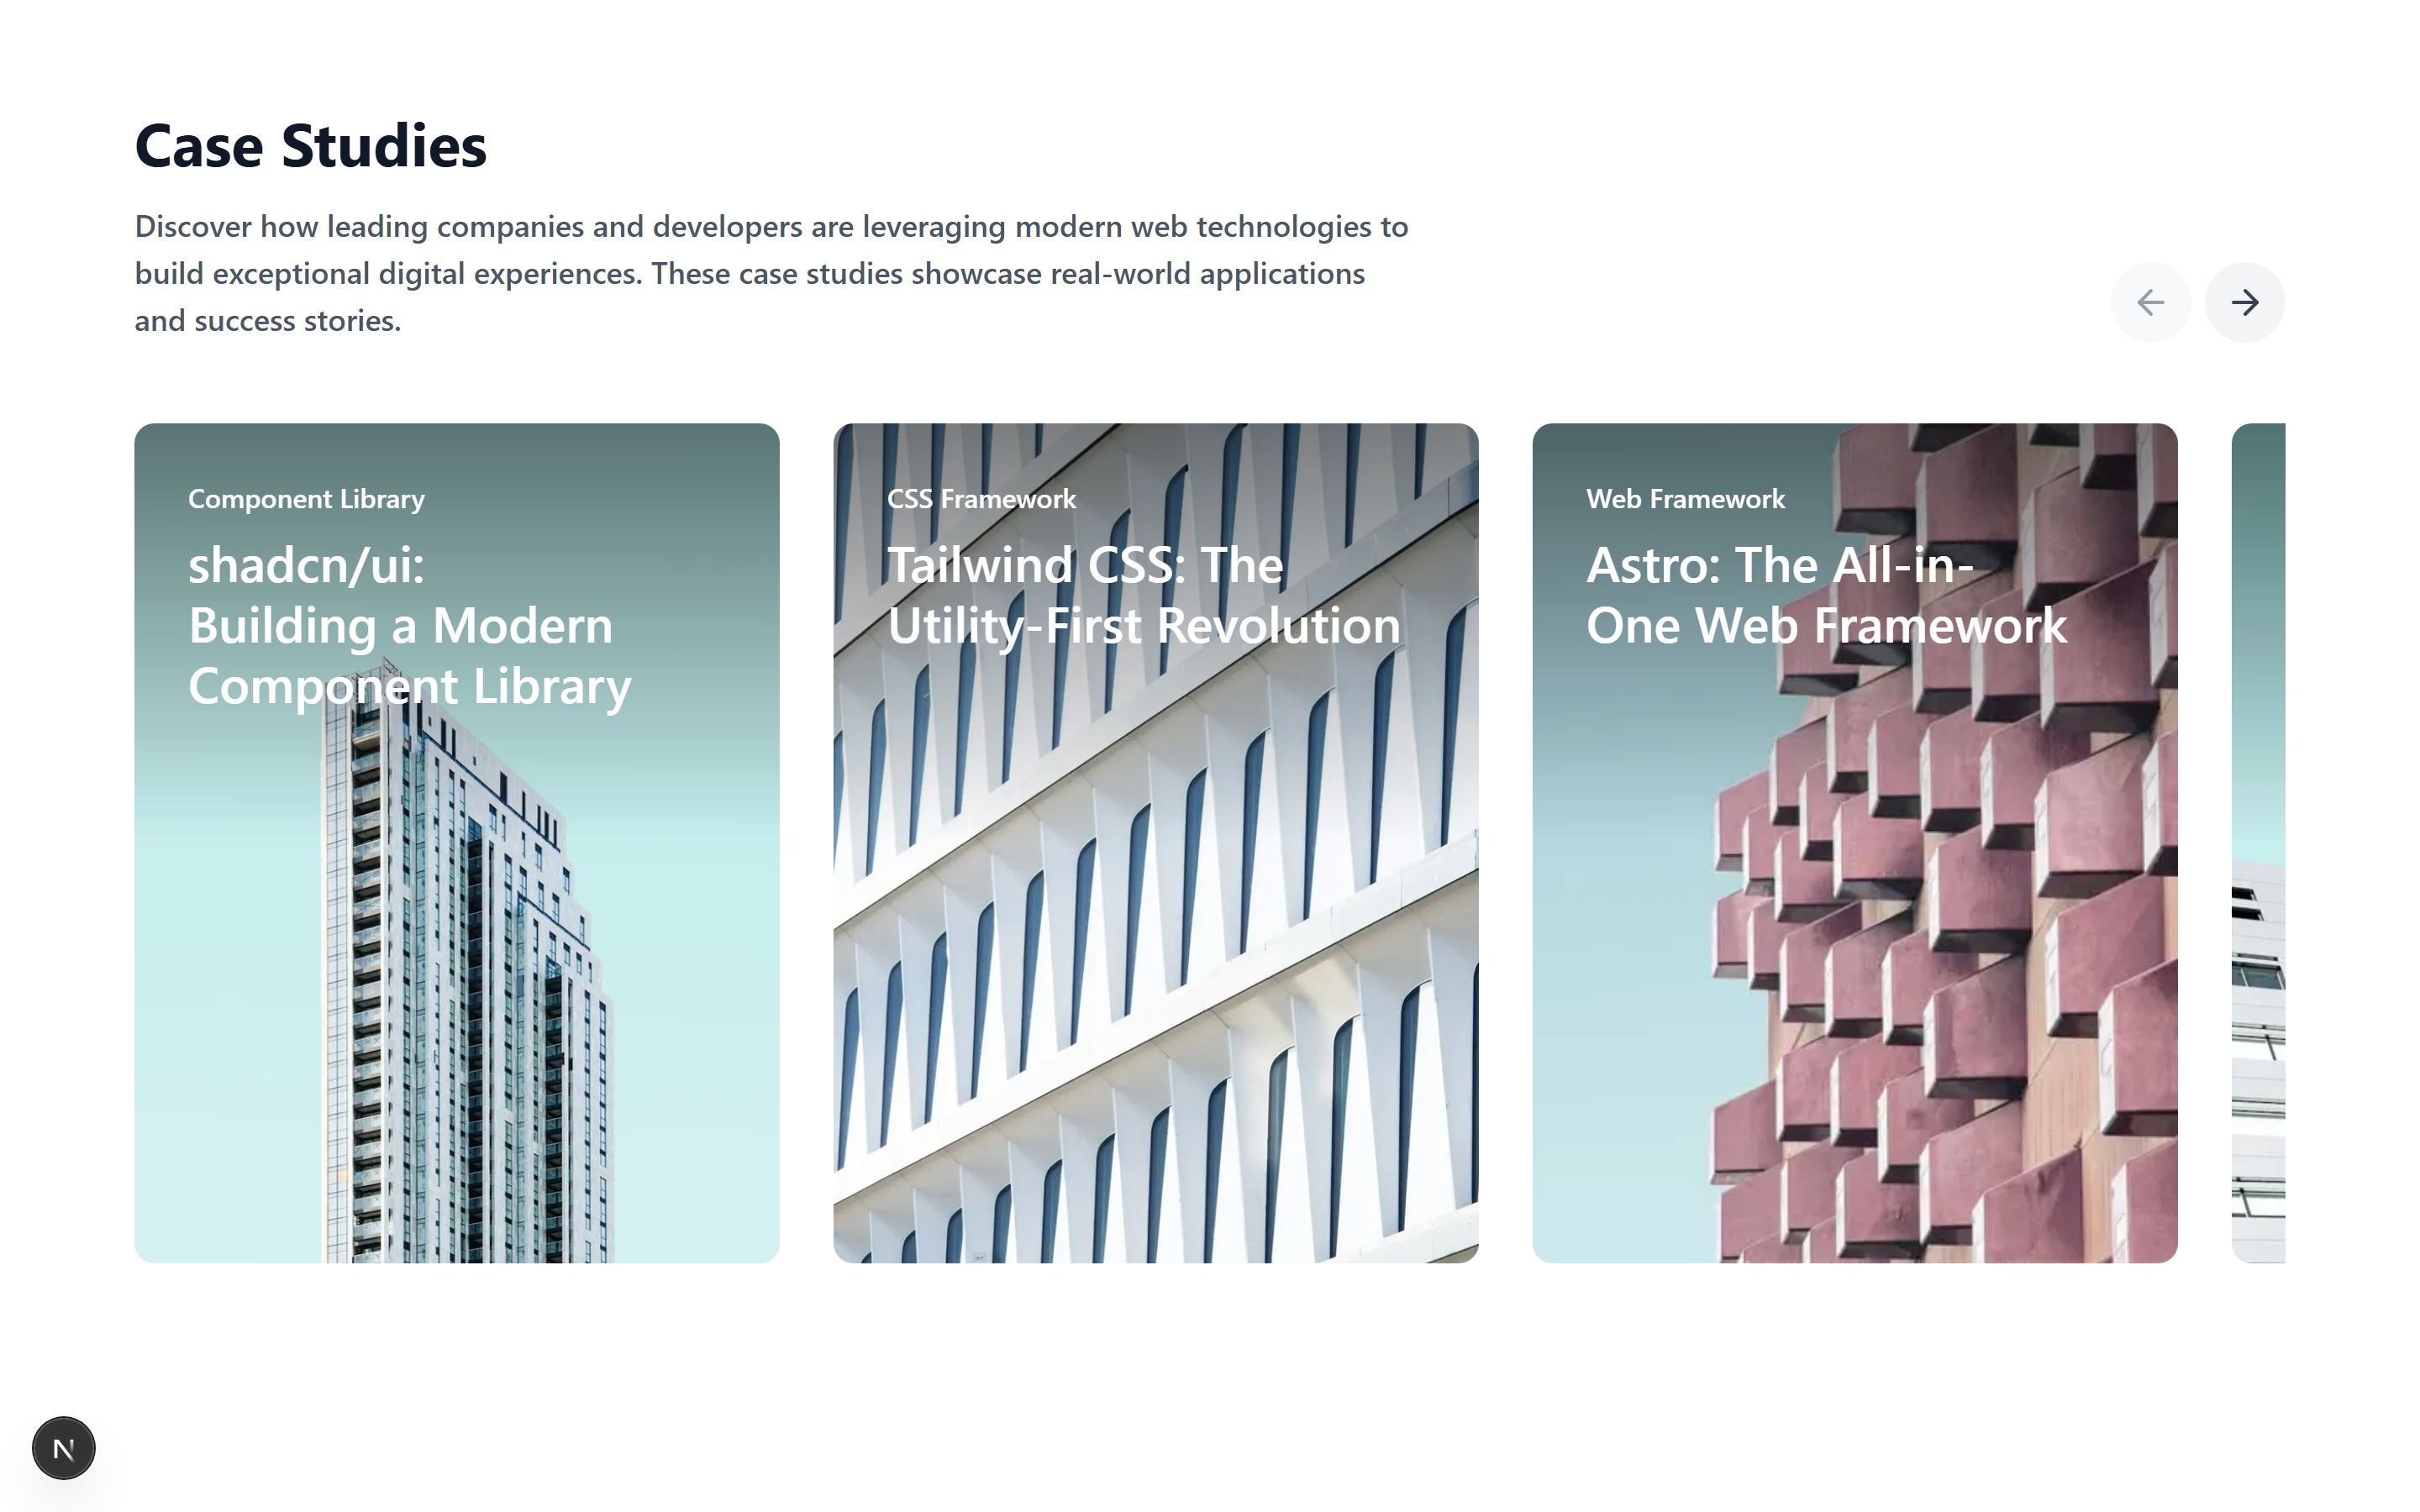 Case Studies
Discover how leading companies and developers are leveraging modern web technologies to
build exceptional digital experiences. These case studies showcase real-world applications
and success stories.
Component Library
shadcn/ui:
Building a Modern
Component Library
CSS Framework
Tailwind CSS: The
Utility-First Revolution
Web Framework
Astro: The All-in-
One Web Framework
N